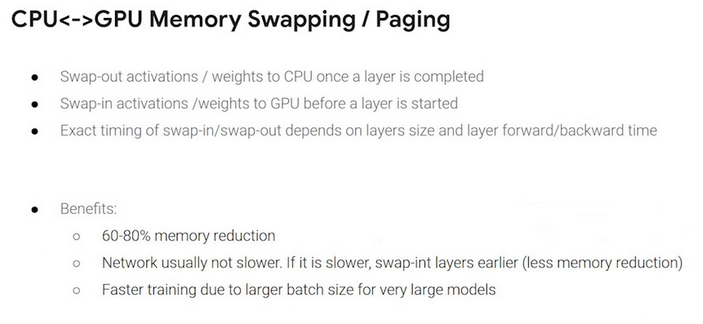 CPU<->GPU Memory Swapping / Paging
● Swap-out activations / weights to CPU once a layer is completed
● Swap-in activations /weights to GPU before a layer is started
● Exact timing of swap-in/swap-out depends on layers size and layer forward/backward time
● Benefits:
○ 60-80% memory reduction
○ Network usually not slower. If it is slower, swap-int layers earlier (less memory reduction)
○ Faster training due to larger batch size for very large models